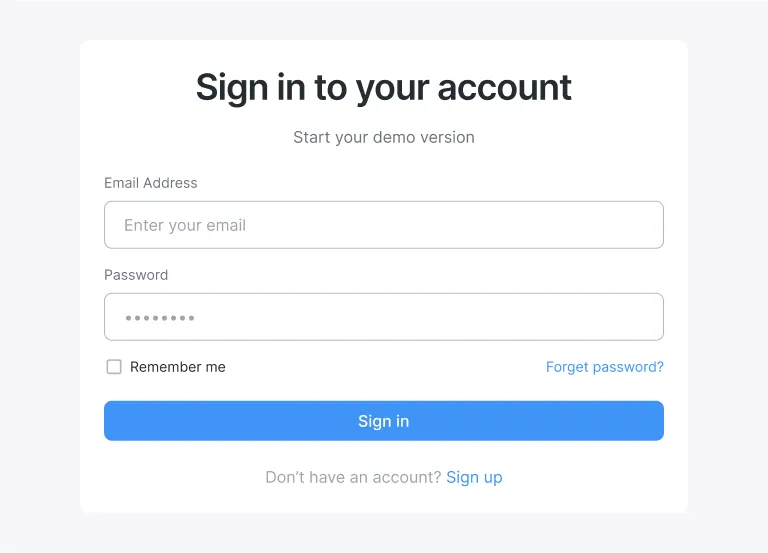 Sign in to your account
Start your demo version
Email Address
Enter your email
Password
••••••••
Remember me Forget password?
Sign in
Don’t have an account? Sign up